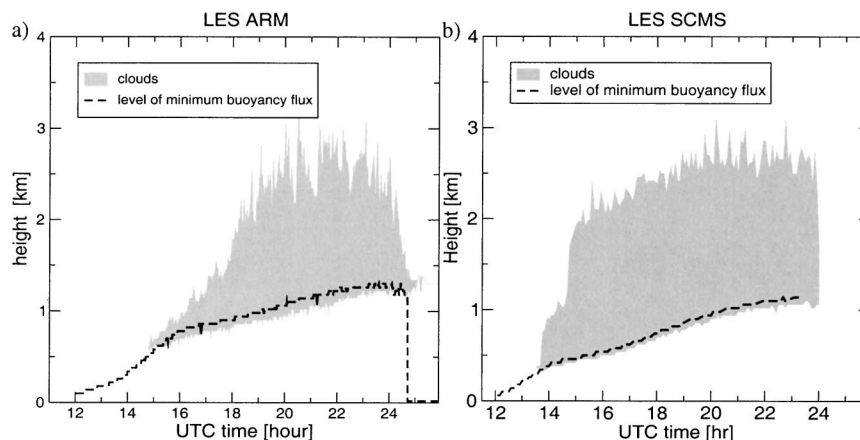 LES ARM
a)
clouds
level of minimum buoyancy flux
4
3
2
1
0
height [km]
12 14 16 18 20 22 24
UTC time [hour]
LES SCMS
b)
clouds
level of minimum buoyancy flux
4
3
2
1
0
Height [km]
12 14 16 18 20 22 24
UTC time [hr]